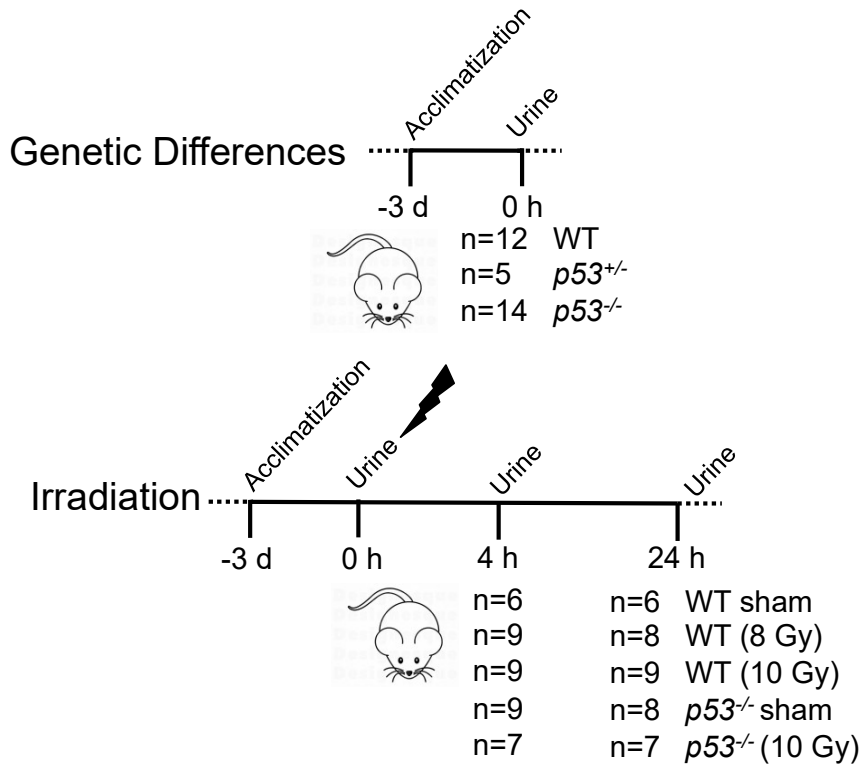 Acclimatization
Urine
Genetic Differences
-3 d
0 h
n=12 WT
n=5 p53+/-
n=14 p53-/-
Acclimatization
Urine
Urine
Urine
Irradiation
-3 d
0 h
4 h
24 h
n=6 n=6 WT sham
n=9 n=8 WT (8 Gy)
n=9 n=9 WT (10 Gy)
n=9 n=8 p53-/- sham
n=7 n=7 p53-/- (10 Gy)